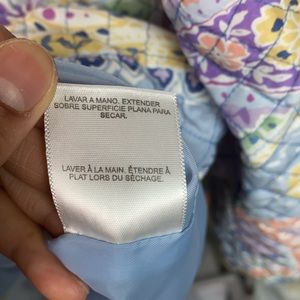 LAVAR A MANO. EXTENDER
SOBRE SUPERFICIE PLANA PARA
SECAR.
LAVER À LA MAIN. ÉTENDRE À
PLAT LORS DU SÉCHAGE.